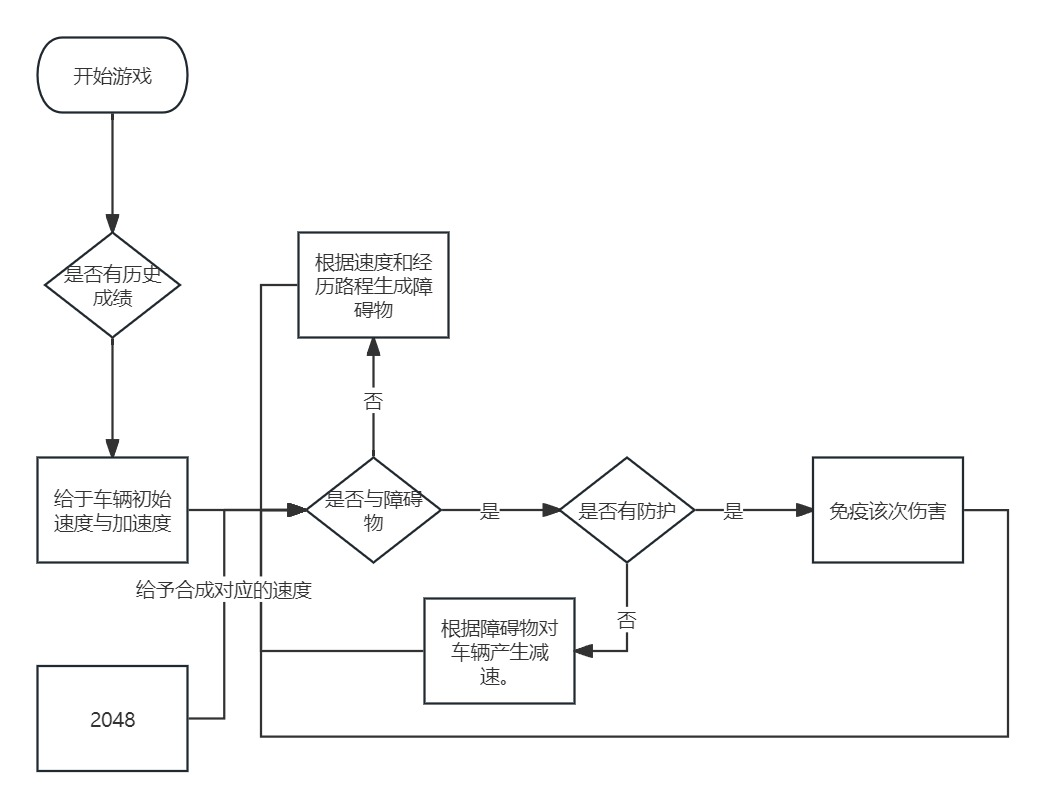 开始游戏
是否有历史
成绩
根据速度和经
历路程生成障
碍物
否
给于车辆初始
速度与加速度
是否与障碍
物
是
是否有防护
是
免疫该次伤害
给予合成对应的速度
否
根据障碍物对
车辆产生减
速。
2048